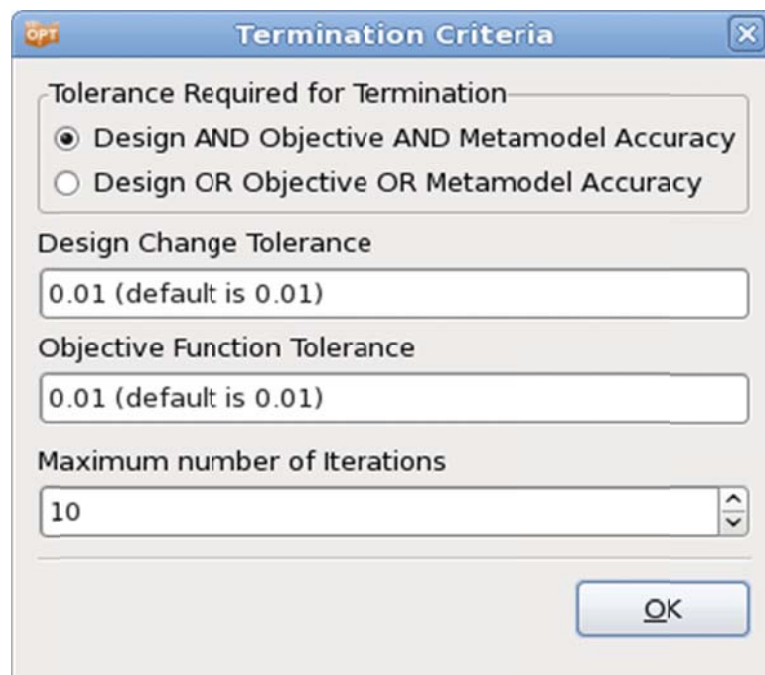 OPT
Termination Criteria
Tolerance Required for Termination
Design AND Objective AND Metamodel Accuracy
Design OR Objective OR Metamodel Accuracy
Design Change Tolerance
0.01 (default is 0.01)
Objective Function Tolerance
0.01 (default is 0.01)
Maximum number of Iterations
10
OK